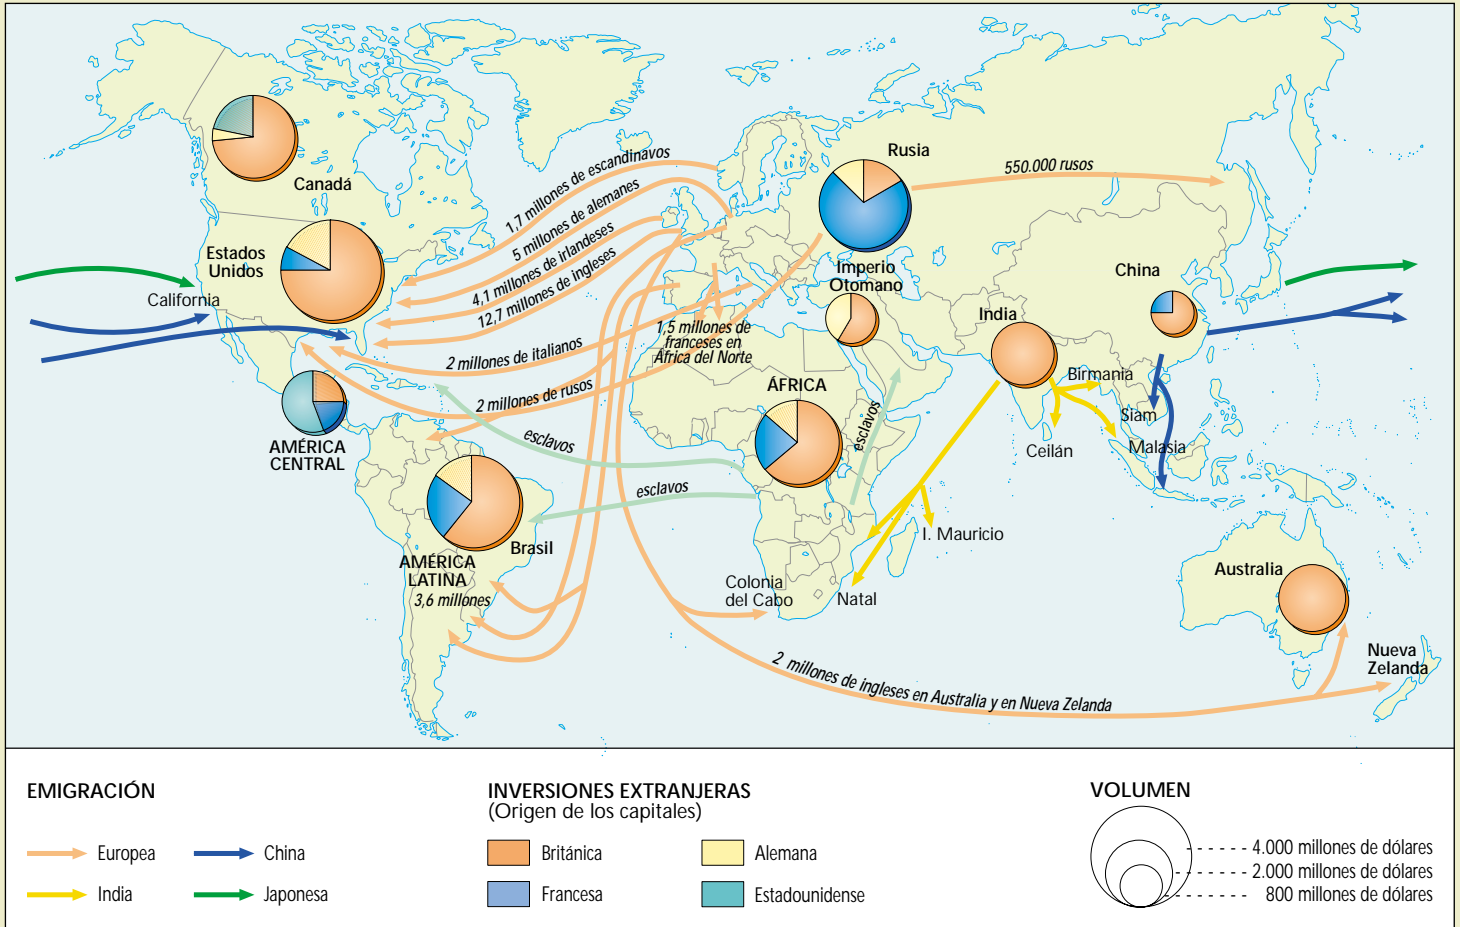 Canadá
Estados
Unidos
California
1,7 millones de escandinavos
5 millones de alemanes
4,1 millones de irlandeses
12,7 millones de ingleses
2 millones de italianos
2 millones de rusos
1,5 millones de
franceses en
África del Norte
Rusia
550.000 rusos
Imperio
Otomano
China
India
Birmania
Siam
Ceilán
Malasia
AMÉRICA
CENTRAL
esclavos
esclavos
esclavos
ÁFRICA
Brasil
AMÉRICA
LATINA
3,6 millones
Colonia
del Cabo
Natal
I. Mauricio
Australia
Nueva
Zelanda
2 millones de ingleses en Australia y en Nueva Zelanda
EMIGRACIÓN
Europea
China
India
Japonesa
INVERSIONES EXTRANJERAS
(Origen de los capitales)
Británica
Alemana
Francesa
Estadounidense
VOLUMEN
4.000 millones de dólares
2.000 millones de dólares
800 millones de dólares